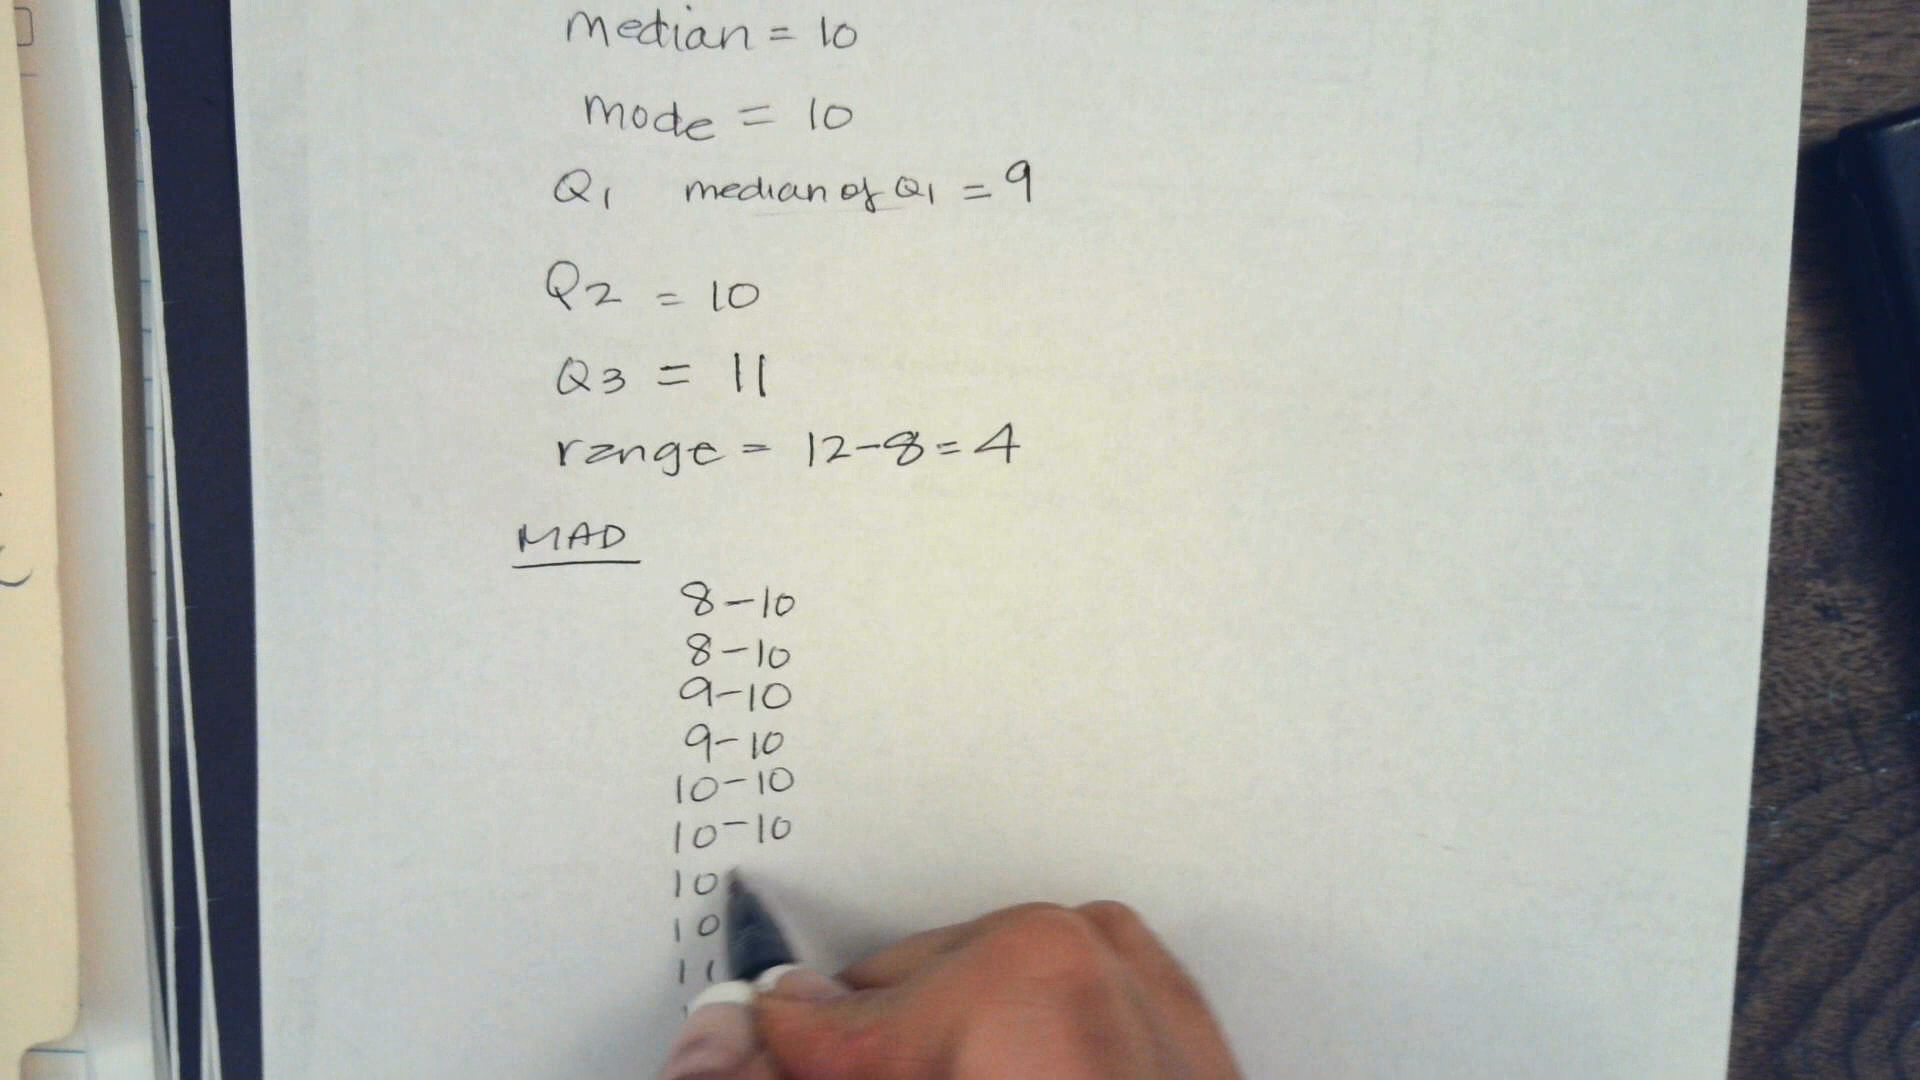 median = 10
mode = 10
Q1 median of Q1 = 9
Q2 = 10
Q3 = 11
range = 12-8=4
MAD
8-10
8-10
9-10
9-10
10-10
10-10
10
10
11